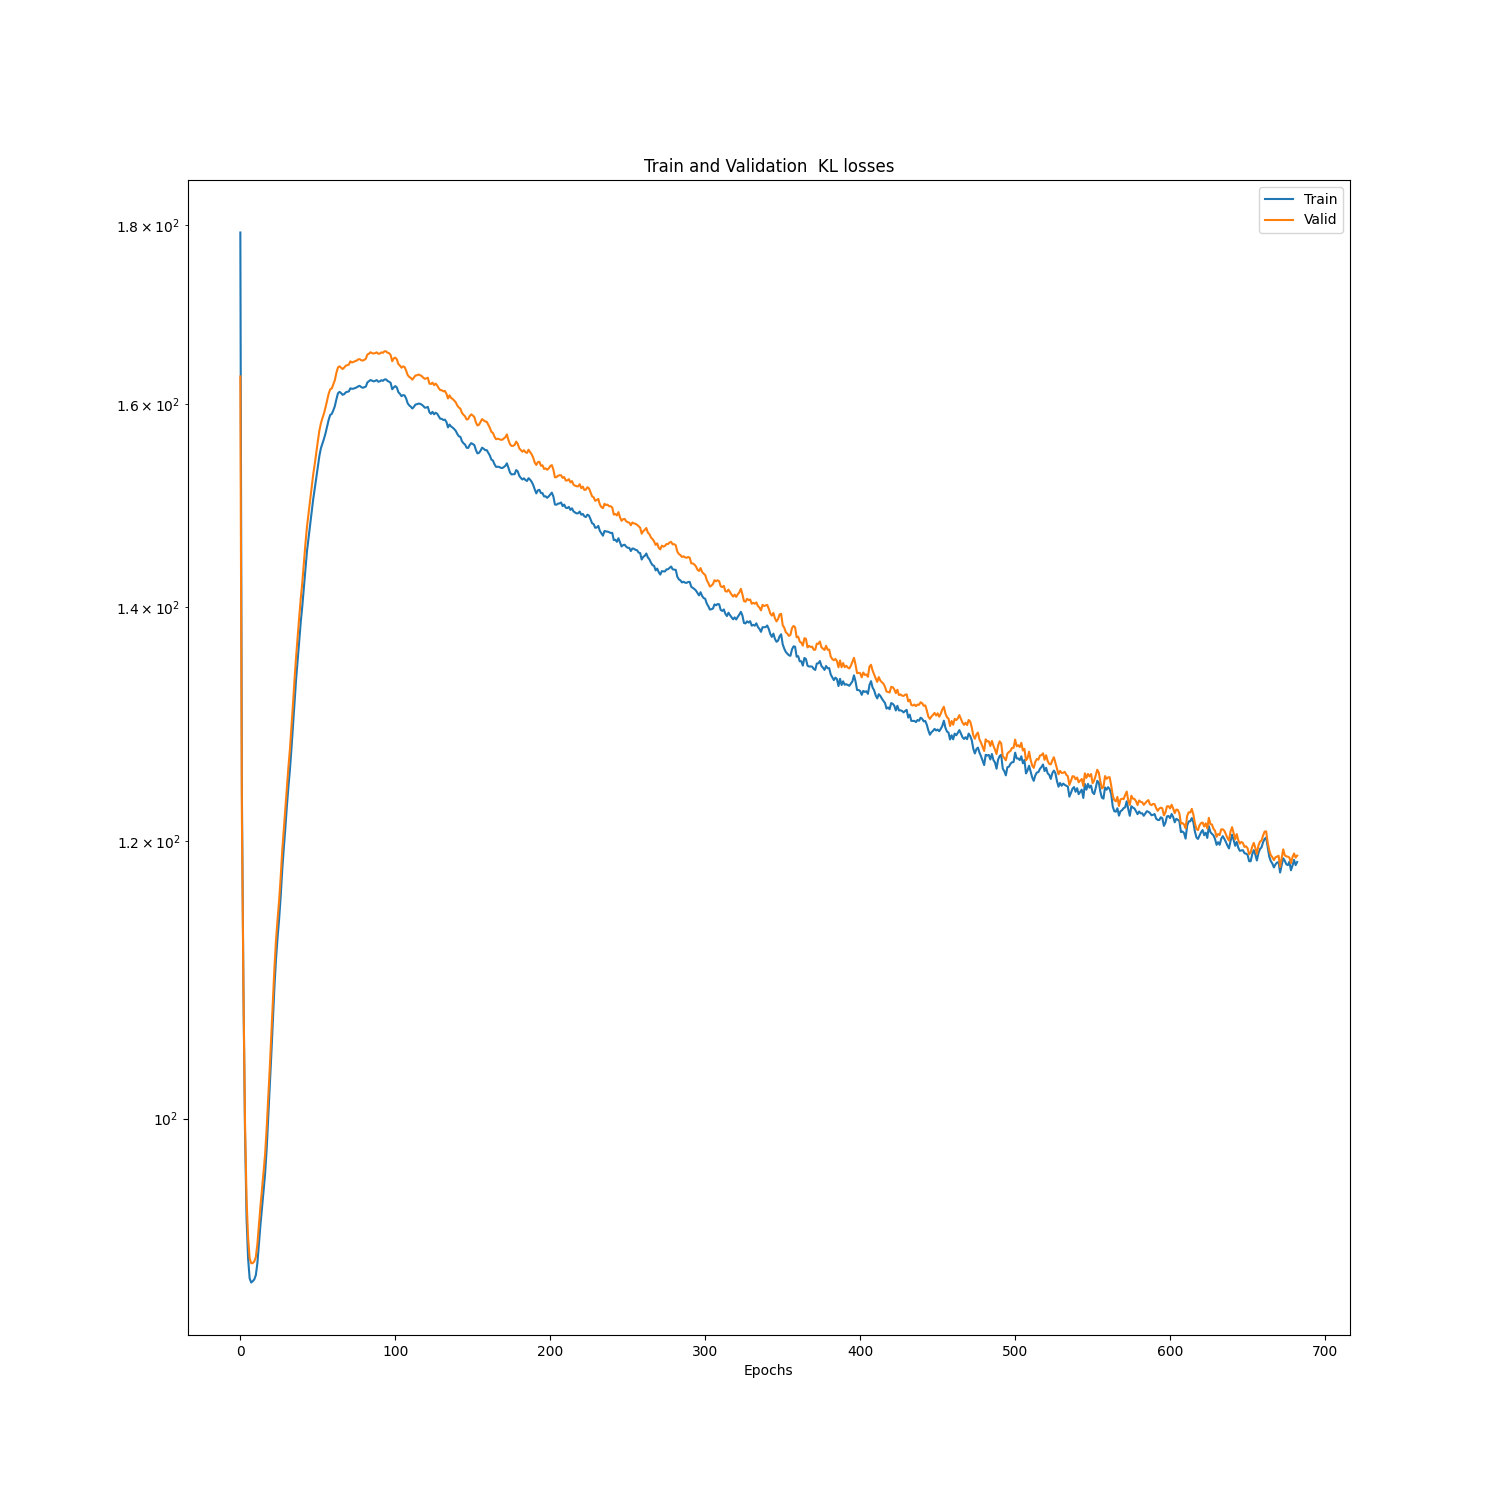 Train and Validation  KL losses
Train
Valid
1.8 × 10²
1.6 × 10²
1.4 × 10²
1.2 × 10²
10²
0 100 200 300 400 500 600 700
Epochs